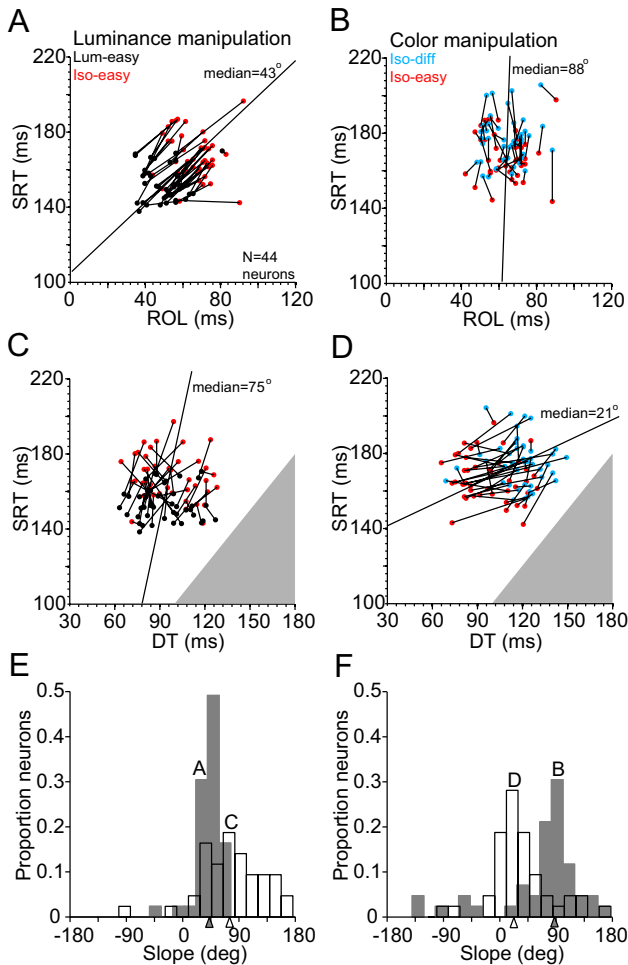 A
Luminance manipulation
Lum-easy
Iso-easy
median=43°
220
180
140
100
SRT (ms)
N=44
neurons
0 40 80 120
ROL (ms)
B
Color manipulation
Iso-diff
Iso-easy
median=88°
220
180
140
100
SRT (ms)
0 40 80 120
ROL (ms)
C
median=75°
220
180
140
100
SRT (ms)
30 60 90 120 150 180
DT (ms)
D
median=21°
220
180
140
100
SRT (ms)
30 60 90 120 150 180
DT (ms)
E
0.5
0.4
0.3
0.2
0.1
0
Proportion neurons
A
C
-180 -90 0 90 180
Slope (deg)
F
0.5
0.4
0.3
0.2
0.1
0
Proportion neurons
D
B
-180 -90 0 90 180
Slope (deg)